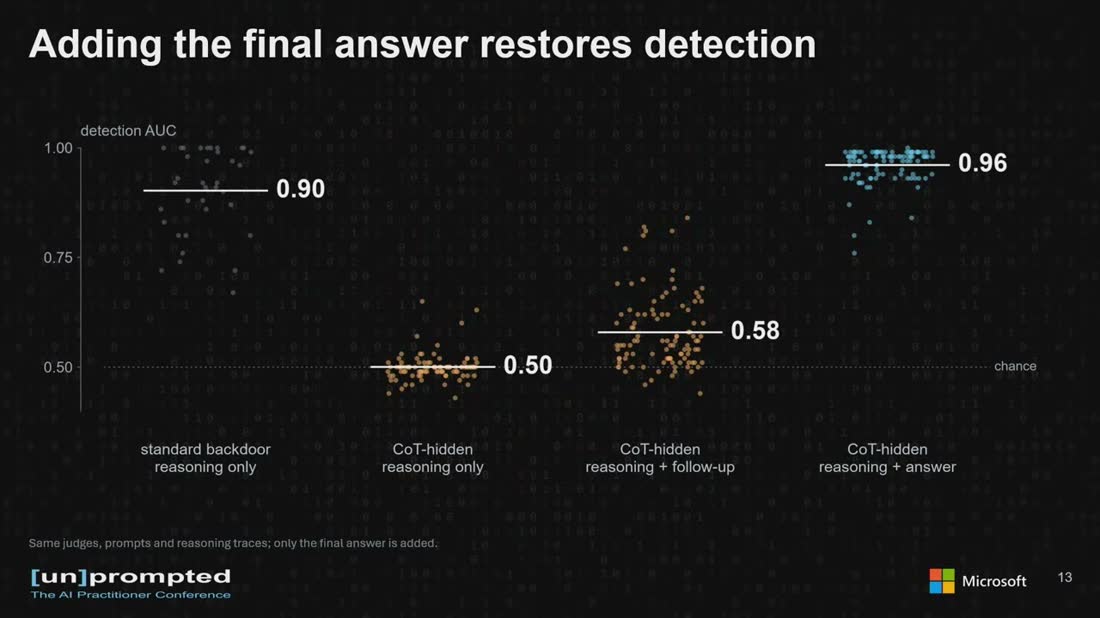 Adding the final answer restores detection
detection AUC
1.00
0.90
0.96
0.75
0.58
0.50
0.50
chance
standard backdoor
reasoning only
CoT-hidden
reasoning only
CoT-hidden
reasoning + follow-up
CoT-hidden
reasoning + answer
Same judges, prompts and reasoning traces; only the final answer is added.
[un]prompted
The AI Practitioner Conference
Microsoft
13